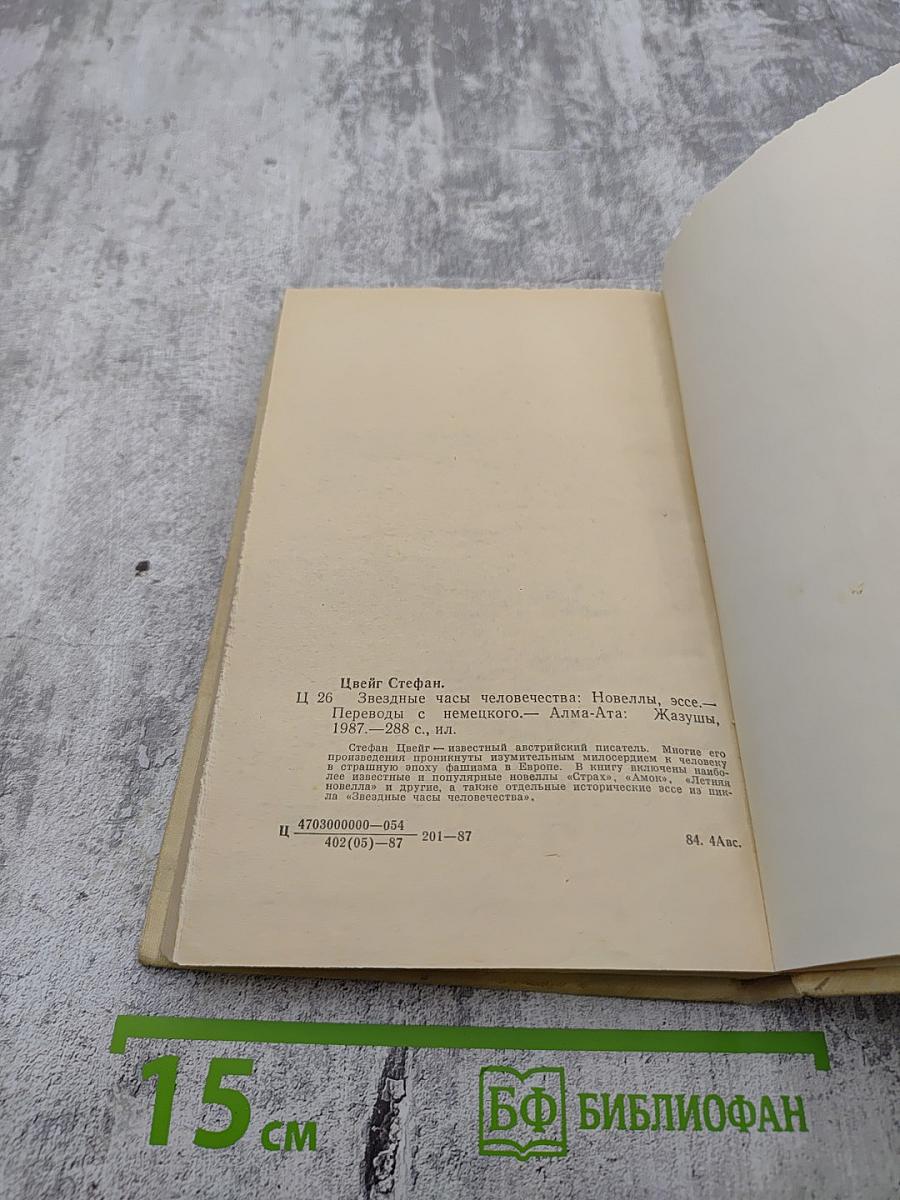 Цвейг Стефан.
Ц 26 Звездные часы человечества: Новеллы, эссе.—
Переводы с немецкого.— Алма-Ата: Жазушы,
1987.—288 с., ил.
Стефан Цвейг — известный австрийский писатель. Многие его
произведения проникнуты изумительным милосердием к человеку
в страшную эпоху фашизма в Европе. В книгу включены наибо-
лее известные и популярные новеллы «Страх», «Амок», «Летняя
новелла» и другие, а также отдельные исторические эссе из цик-
ла «Звездные часы человечества».
4703000000—054
Ц 201—87
402(05)—87
84. 4Авс.
15 см
БФ БИБЛИОФАН